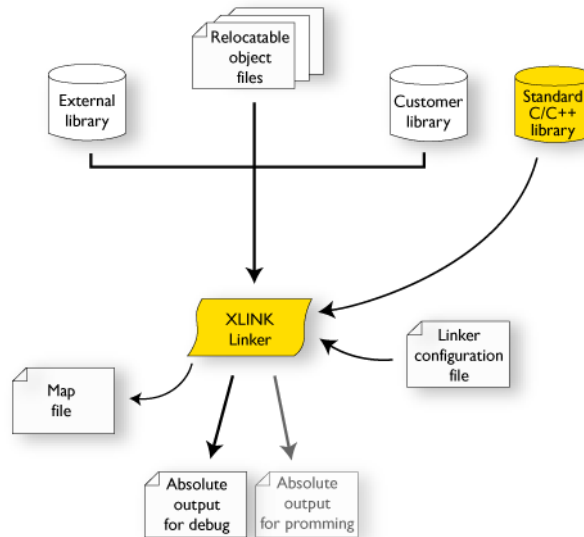 Relocatable
object
files
External
library
Customer
library
Standard
C/C++
library
XLINK
Linker
Linker
configuration
file
Map
file
Absolute
output
for debug
Absolute
output
for promming